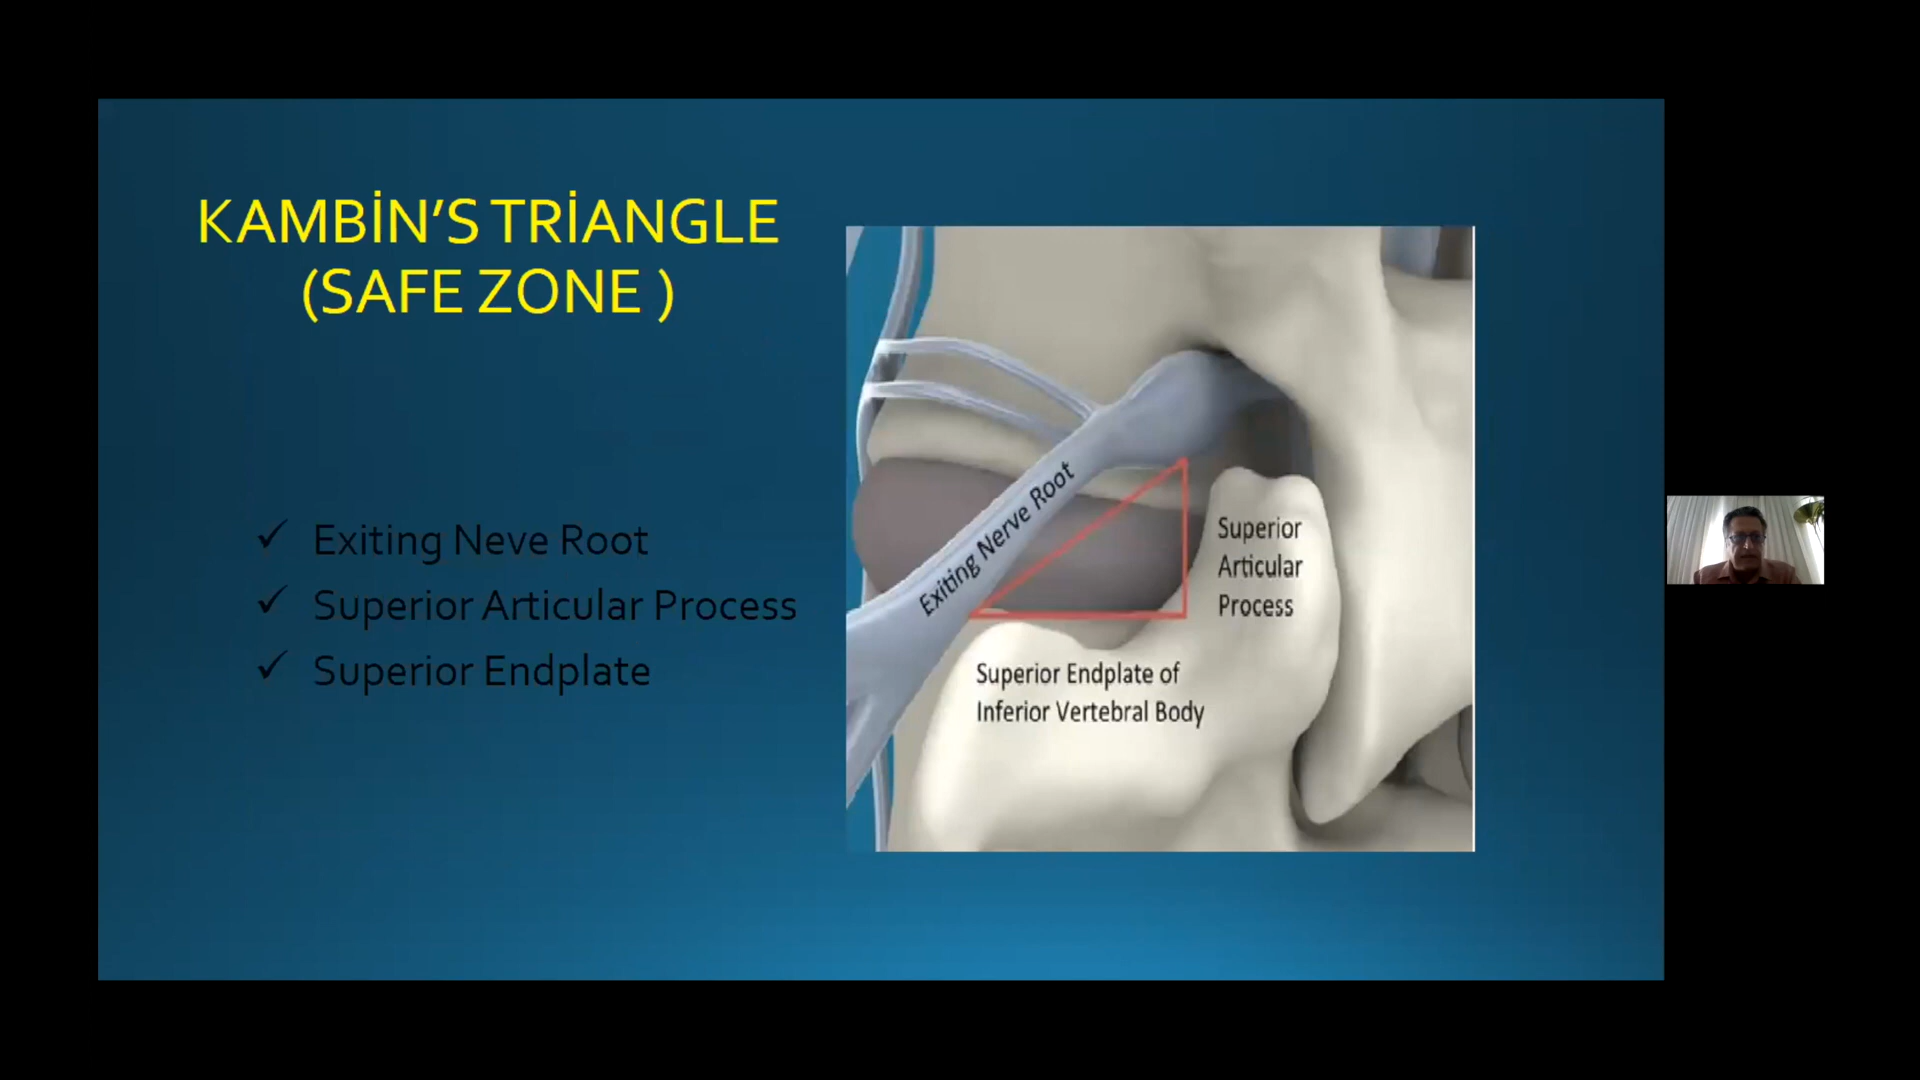 KAMBİN'S TRİANGLE
(SAFE ZONE )
✓ Exiting Neve Root
✓ Superior Articular Process
✓ Superior Endplate
Exiting Nerve Root
Superior
Articular
Process
Superior Endplate of
Inferior Vertebral Body